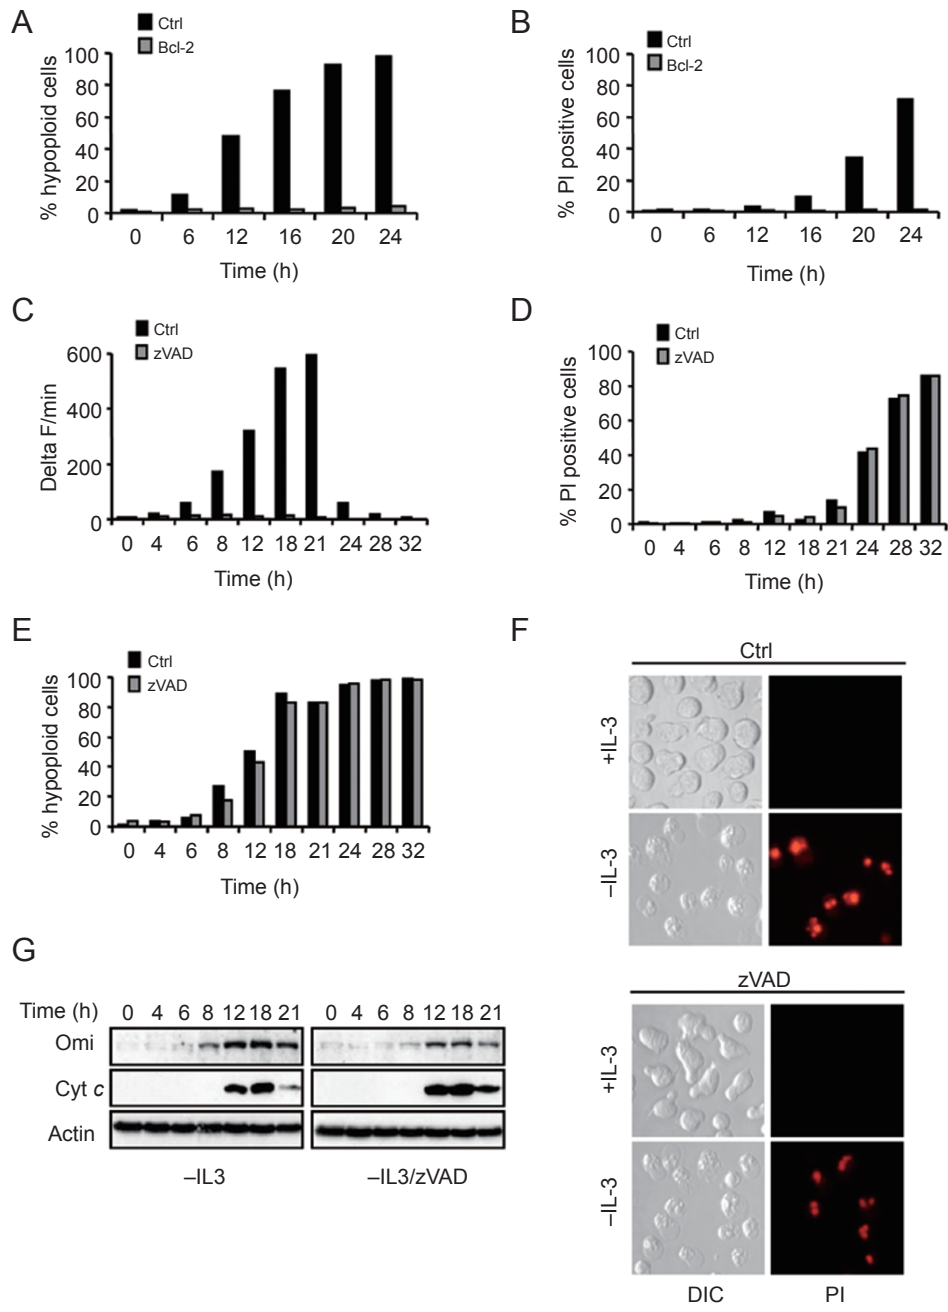 A
Ctrl
Bcl-2
% hypoploid cells
100
80
60
40
20
0
0 6 12 16 20 24
Time (h)
B
Ctrl
Bcl-2
% PI positive cells
100
80
60
40
20
0
0 6 12 16 20 24
Time (h)
C
Ctrl
zVAD
Delta F/min
600
400
200
0
0 4 6 8 12 18 21 24 28 32
Time (h)
D
Ctrl
zVAD
% PI positive cells
100
80
60
40
20
0
0 4 6 8 12 18 21 24 28 32
Time (h)
E
Ctrl
zVAD
% hypoploid cells
100
80
60
40
20
0
0 4 6 8 12 18 21 24 28 32
Time (h)
F
Ctrl
+IL-3
–IL-3
zVAD
+IL-3
–IL-3
DIC PI
G
Time (h) 0 4 6 8 12 18 21 0 4 6 8 12 18 21
Omi
Cyt c
Actin
–IL3 –IL3/zVAD